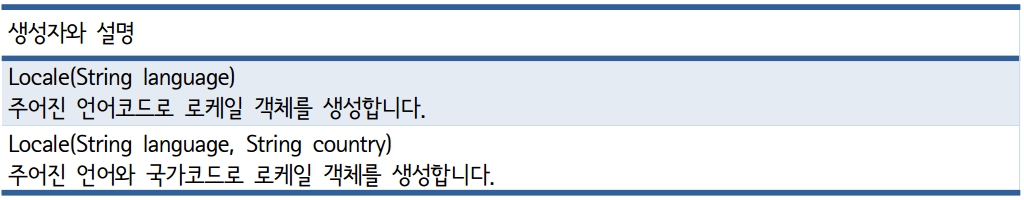 생성자와 설명
Locale(String language)
주어진 언어코드로 로케일 객체를 생성합니다.
Locale(String language, String country)
주어진 언어와 국가코드로 로케일 객체를 생성합니다.